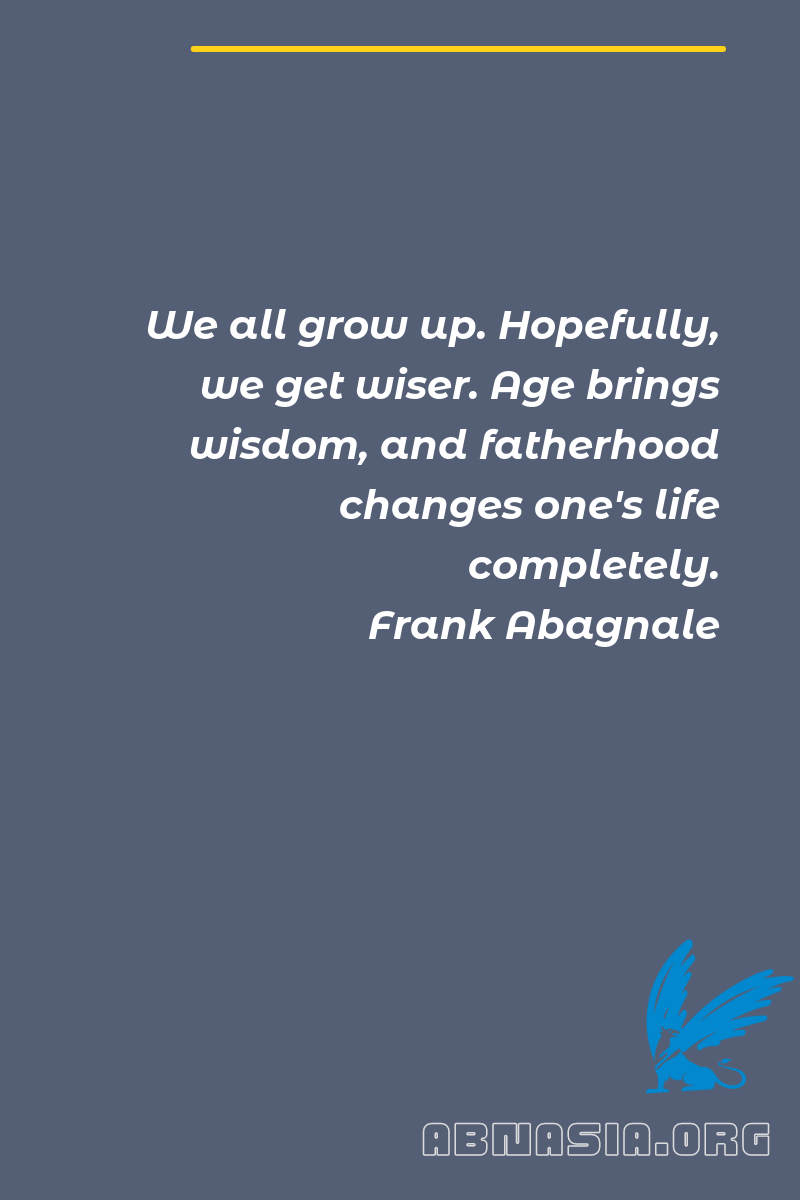 We all grow up. Hopefully,
we get wiser. Age brings
wisdom, and fatherhood
changes one's life
completely.
Frank Abagnale
ABNASIA.ORG